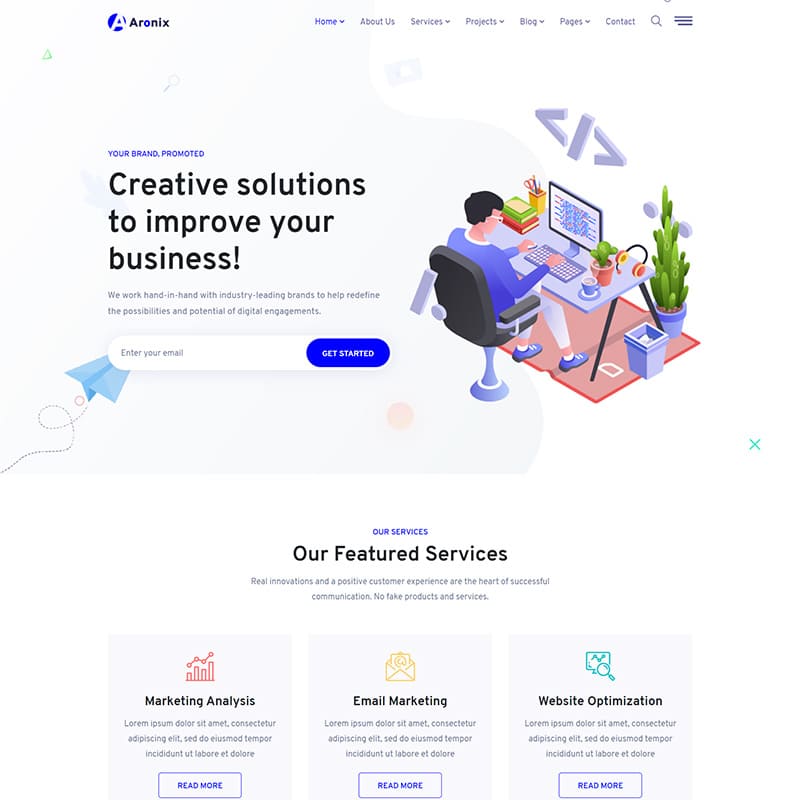 Aronix
Home About Us Services Projects Blog Pages Contact
YOUR BRAND, PROMOTED
Creative solutions
to improve your
business!
We work hand-in-hand with industry-leading brands to help redefine
the possibilities and potential of digital engagements.
Enter your email
GET STARTED
OUR SERVICES
Our Featured Services
Real innovations and a positive customer experience are the heart of successful
communication. No fake products and services.
Marketing Analysis
Lorem ipsum dolor sit amet, consectetur
adipiscing elit, sed do eiusmod tempor
incididunt ut labore et dolore
READ MORE
Email Marketing
Lorem ipsum dolor sit amet, consectetur
adipiscing elit, sed do eiusmod tempor
incididunt ut labore et dolore
READ MORE
Website Optimization
Lorem ipsum dolor sit amet, consectetur
adipiscing elit, sed do eiusmod tempor
incididunt ut labore et dolore
READ MORE